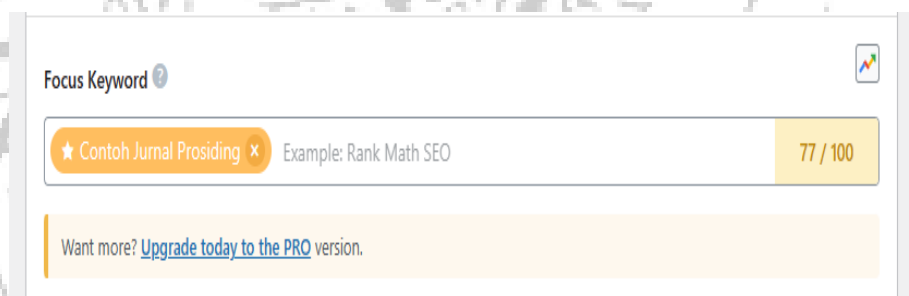 Focus Keyword ?
★ Contoh Jurnal Prosiding x Example: Rank Math SEO 77 / 100
Want more? Upgrade today to the PRO version.